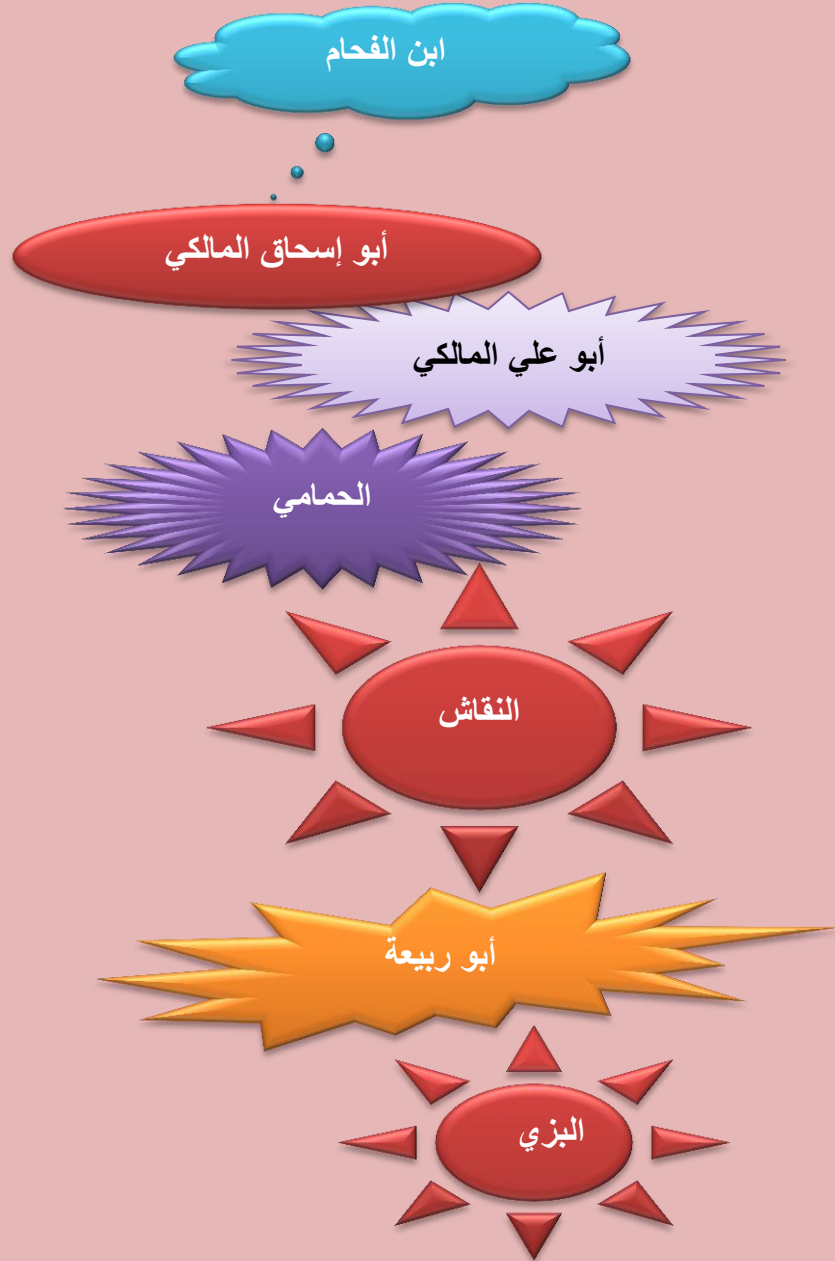 ابن الفحام
أبو إسحاق المالكي
أبو علي المالكي
الحمامي
النقاش
أبو ربيعة
البزي